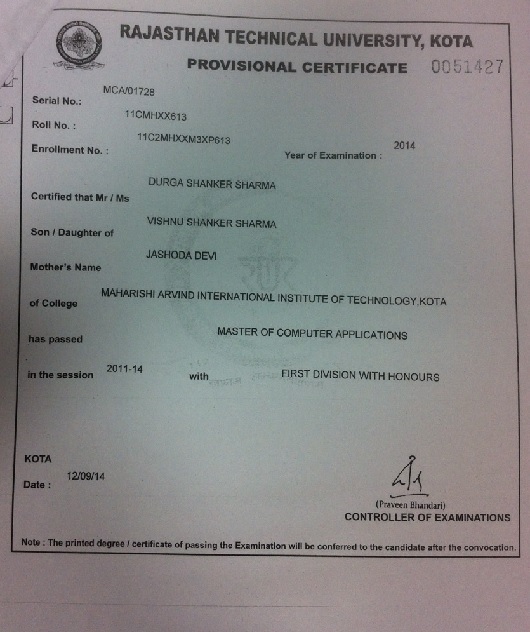 RAJASTHAN TECHNICAL UNIVERSITY, KOTA
PROVISIONAL CERTIFICATE 0051427
Serial No.: MCA/01728
Roll No. : 11CMHXX613
Enrollment No. : 11C2MHXXM3XP613
Year of Examination : 2014
Certified that Mr / Ms DURGA SHANKER SHARMA
Son / Daughter of VISHNU SHANKER SHARMA
Mother's Name JASHODA DEVI
of College MAHARISHI ARVIND INTERNATIONAL INSTITUTE OF TECHNOLOGY,KOTA
has passed MASTER OF COMPUTER APPLICATIONS
in the session 2011-14 with FIRST DIVISION WITH HONOURS
KOTA
Date : 12/09/14
(Praveen Bhandari)
CONTROLLER OF EXAMINATIONS
Note : The printed degree / certificate of passing the Examination will be conferred to the candidate after the convocation.